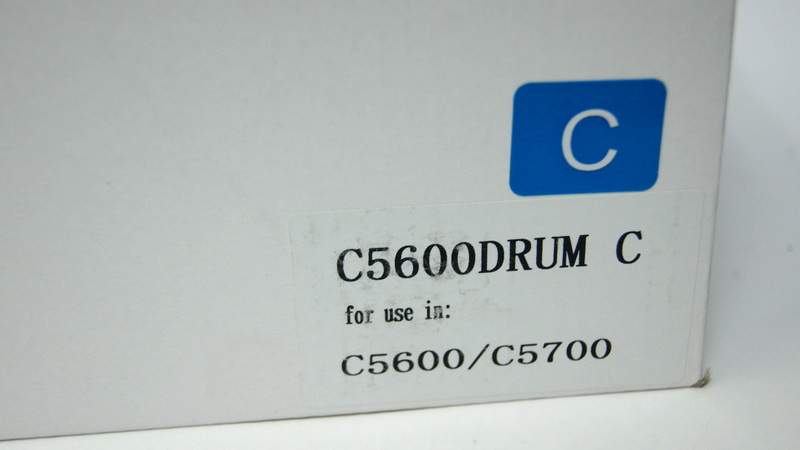 C
C5600DRUM C
for use in:
C5600/C5700